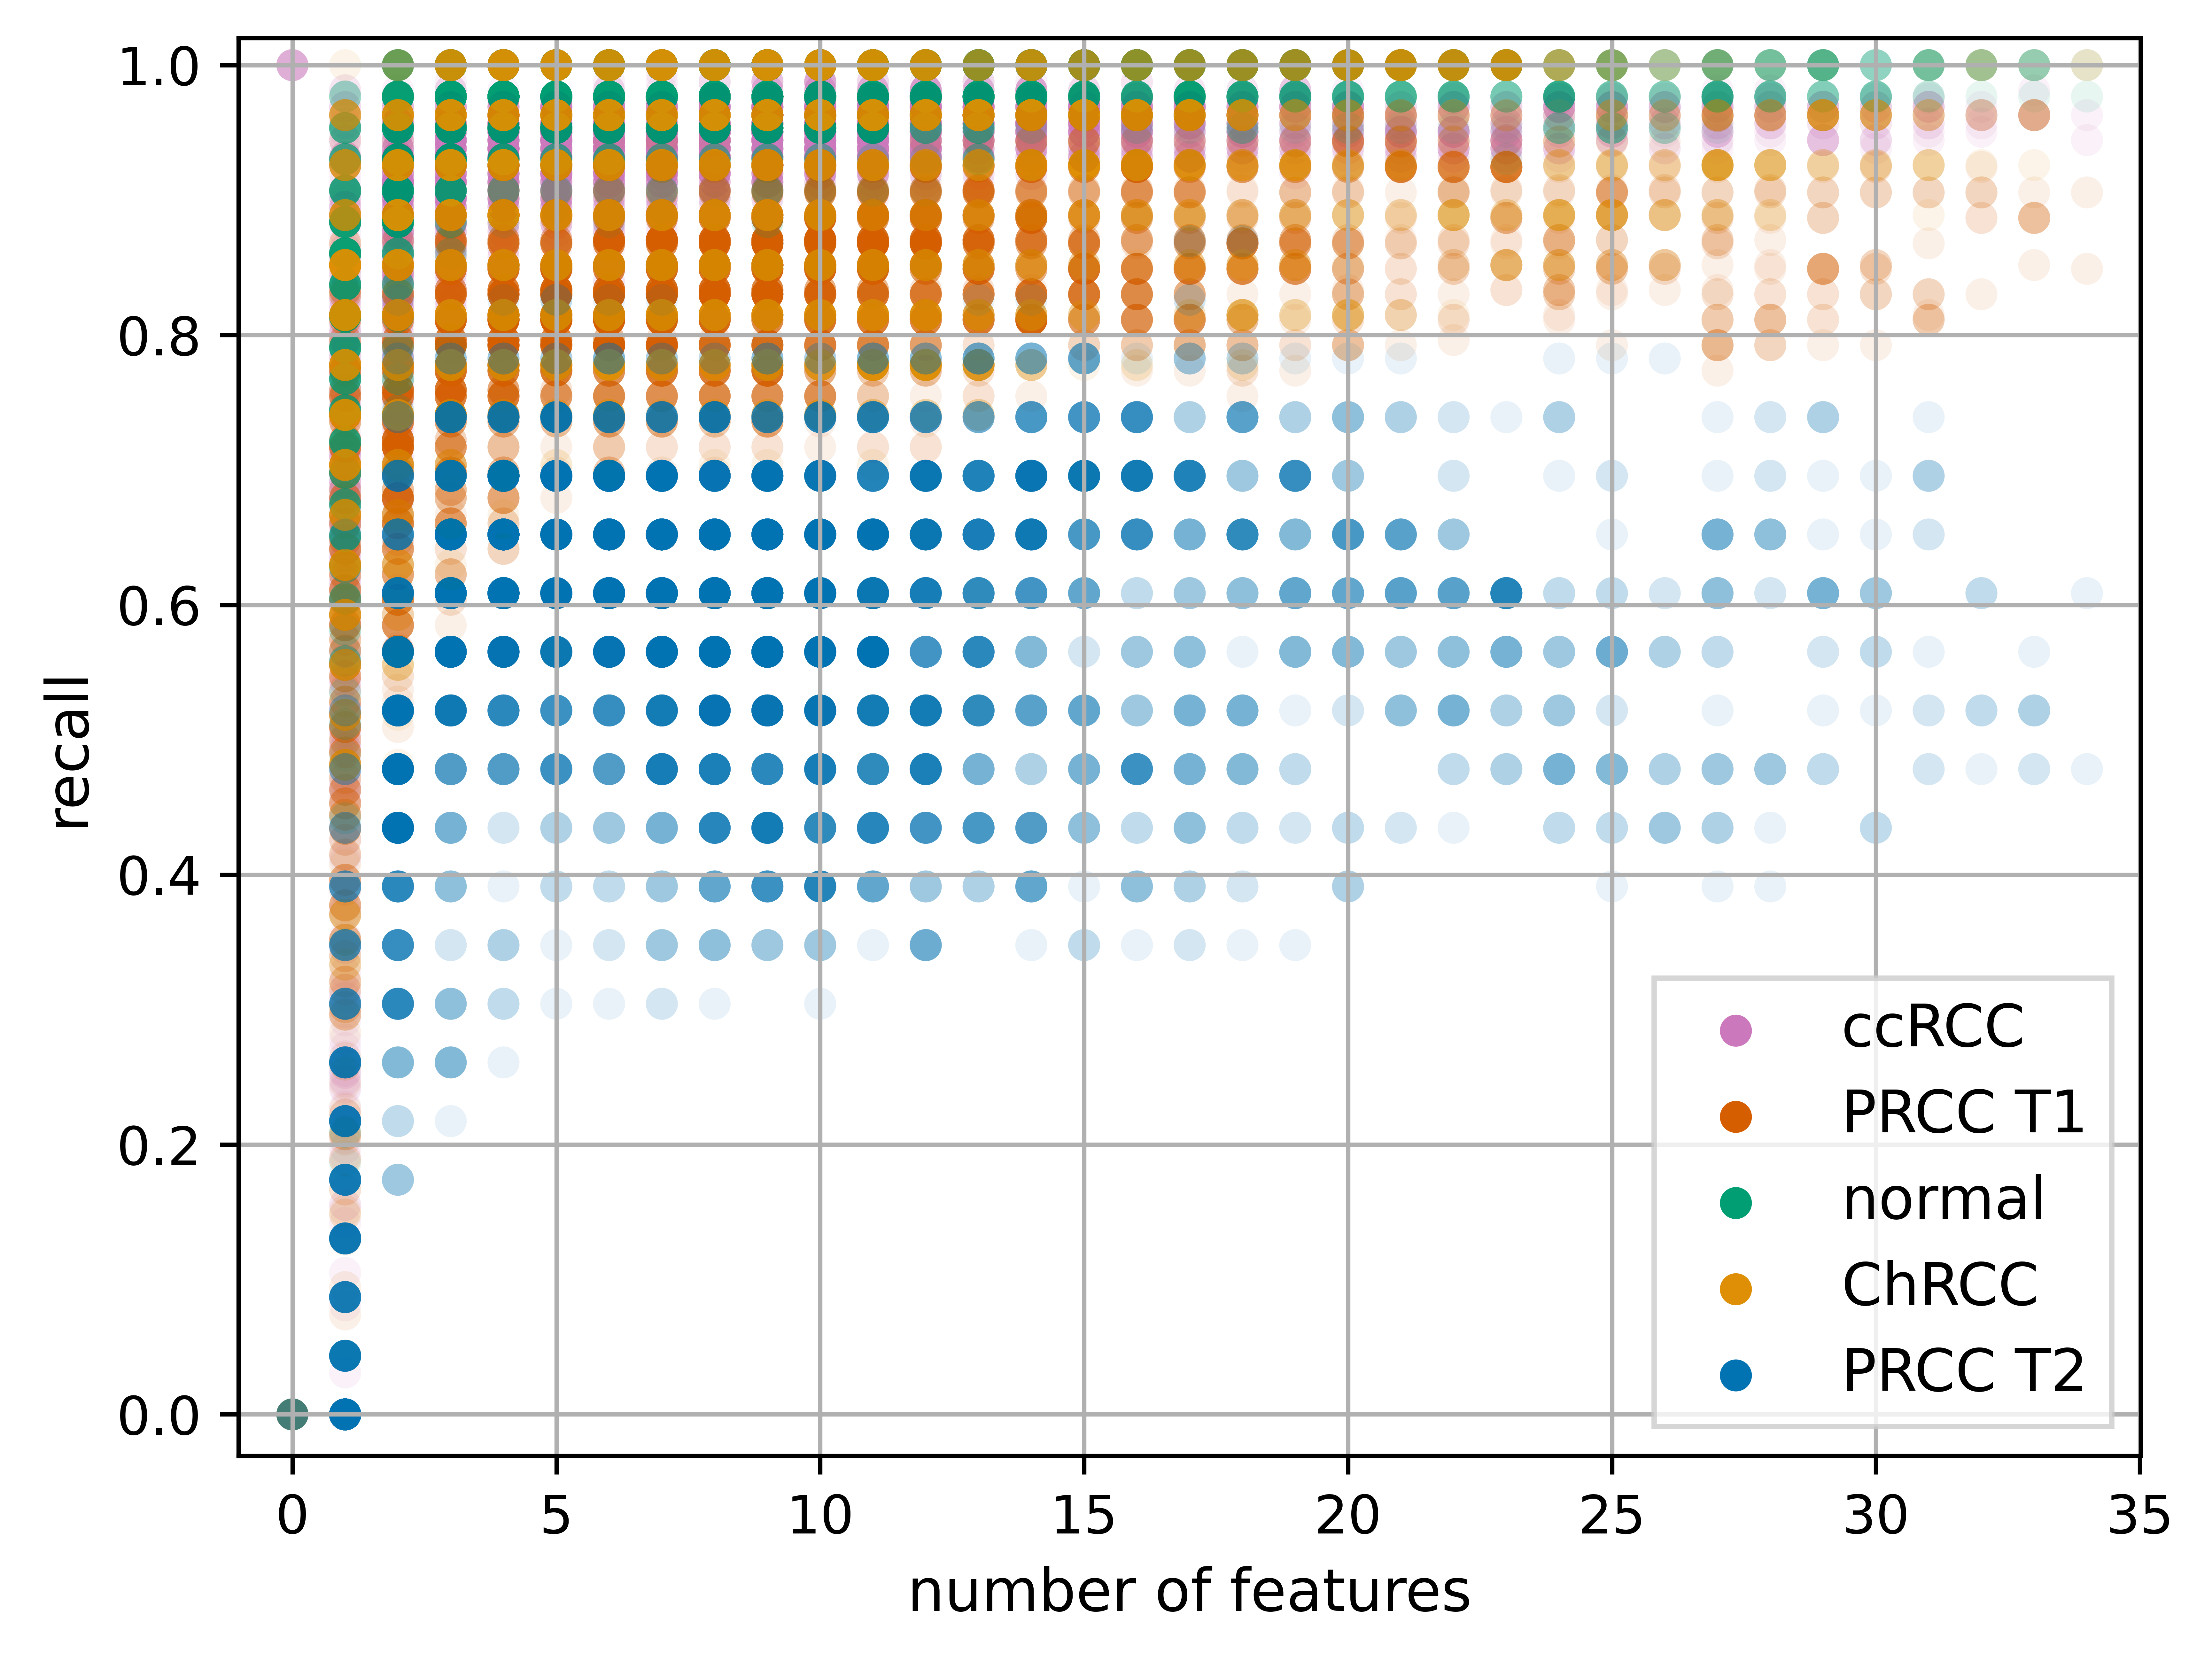 1.0
0.8
0.6
0.4
0.2
0.0
recall
0 5 10 15 20 25 30 35
number of features
ccRCC
PRCC T1
normal
ChRCC
PRCC T2